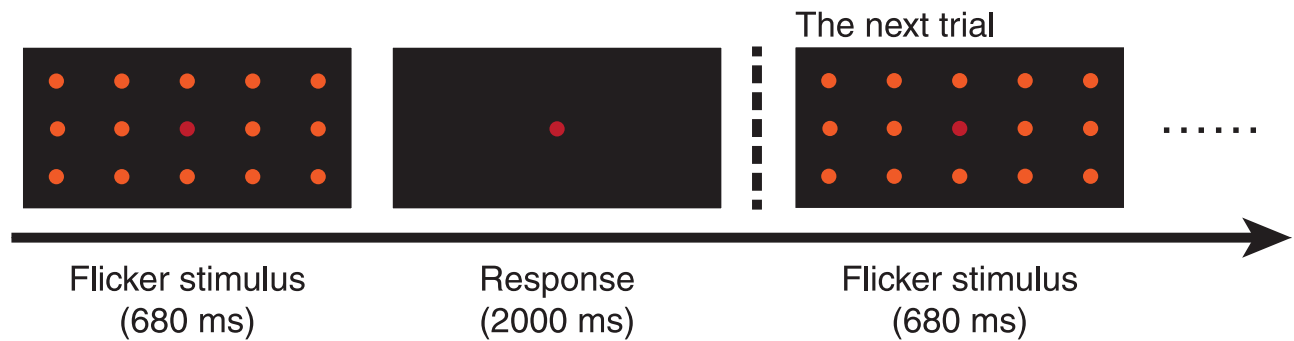 The next trial
Flicker stimulus
(680 ms)
Response
(2000 ms)
Flicker stimulus
(680 ms)